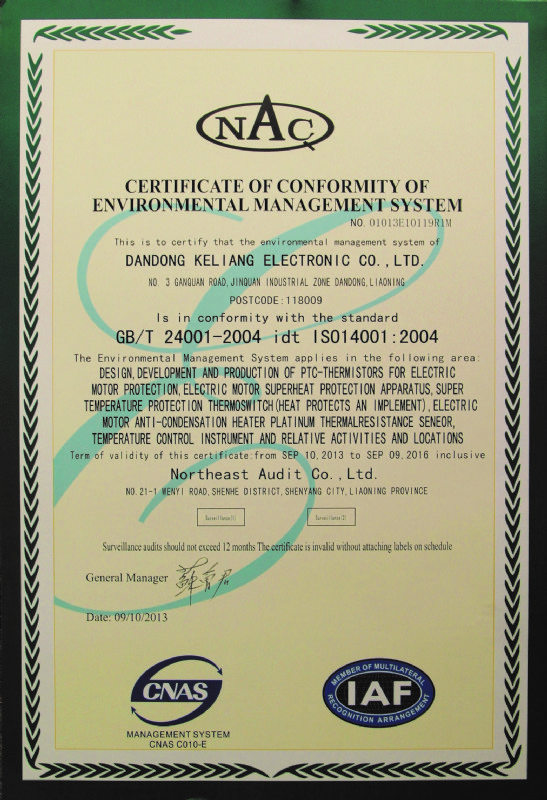 NAC
CERTIFICATE OF CONFORMITY OF
ENVIRONMENTAL MANAGEMENT SYSTEM
NO. 01013E10119R1M
This is to certify that the environmental management system of
DANDONG KELIANG ELECTRONIC CO.,LTD.
NO. 3 GANQUAN ROAD, JINQUAN INDUSTRIAL ZONE DANDONG, LIAONING
POSTCODE:118009
Is in conformity with the standard
GB/T 24001-2004 idt ISO14001:2004
The Environmental Management System applies in the following area:
DESIGN, DEVELOPMENT AND PRODUCTION OF PTC-THERMISTORS FOR ELECTRIC
MOTOR PROTECTION, ELECTRIC MOTOR SUPERHEAT PROTECTION APPARATUS, SUPER
TEMPERATURE PROTECTION THERMOSWITCH(HEAT PROTECTS AN IMPLEMENT), ELECTRIC
MOTOR ANTI-CONDENSATION HEATER PLATINUM THERMALRESISTANCE SENEOR,
TEMPERATURE CONTROL INSTRUMENT AND RELATIVE ACTIVITIES AND LOCATIONS
Term of validity of this certificate:from SEP 10, 2013 to SEP 09, 2016 inclusive
Northeast Audit Co., Ltd.
NO. 21-1 WENYI ROAD, SHENHE DISTRICT, SHENYANG CITY, LIAONING PROVINCE
Surveillance(1) Surveillance(2)
Surveillance audits should not exceed 12 months The certificate is invalid without attaching labels on schedule
General Manager
Date: 09/10/2013
CNAS
MANAGEMENT SYSTEM
CNAS C010-E
MEMBER OF MULTILATERAL
IAF
RECOGNITION ARRANGEMENT